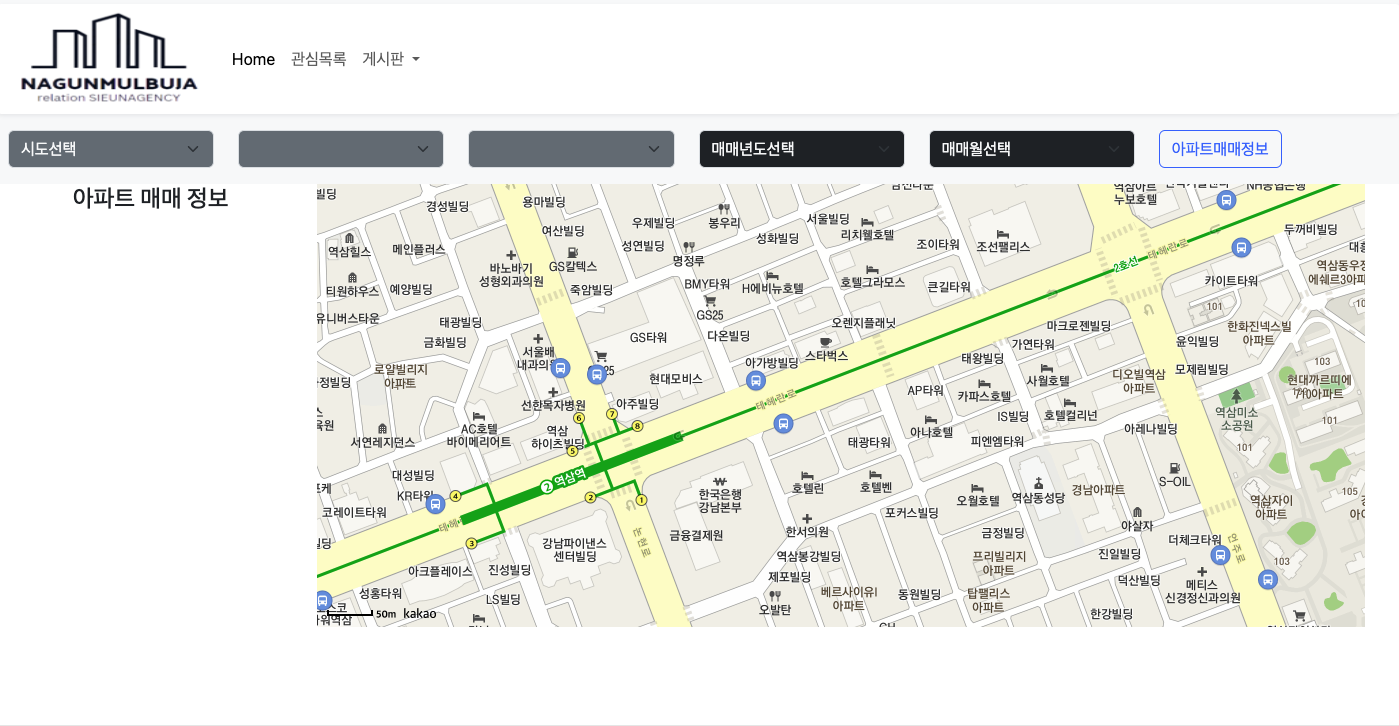 NAGUNMULBUJA
relation SIEUNAGENCY
Home
관심목록
게시판
시도선택
매매년도선택
매매월선택
아파트매매정보
아파트 매매 정보
경성빌딩
용마빌딩
우제빌딩
봉우리
서울빌딩
리치웰호텔
누보호텔
NH농협은행
두꺼비빌딩
역삼힐스
메인플러스
여산빌딩
성연빌딩
성화빌딩
조이타워
조선팰리스
2호선
테헤란로
바노바기
성형외과의원
GS칼텍스
명정루
티원하우스
예양빌딩
죽암빌딩
BMY타워
H에비뉴호텔
호텔그라모스
큰길타워
카이트타워
역삼동우정
에쉐르3아파트
유니버스타운
태광빌딩
GS25
오렌지플래닛
마크로젠빌딩
101
한화진넥스빌
아파트
금화빌딩
GS타워
다온빌딩
스타벅스
가연타워
윤익빌딩
서울배
내과의원
아가방빌딩
태왕빌딩
로얄빌리지
아파트
현대모비스
사월호텔
디오빌역삼
아파트
모제림빌딩
103
현대까르띠에
710아파트
선한목자병원
아주빌딩
테헤란로
AP타워
카파스호텔
호텔컬리넌
역삼미소
소공원
101
6
7
8
5
AC호텔
바이메리어트
역삼
하이츠빌딩
서연레지던스
태광타워
아나호텔
IS빌딩
피엔엠타워
아레나빌딩
101
대성빌딩
KR타워
4
2 역삼역
2
1
한국은행
강남본부
호텔린
호텔벤
오월호텔
역삼동성당
경남아파트
S-OIL
역삼자이
아파트
105
코레이트타워
3
논현로
금융결제원
한서의원
포커스빌딩
금정빌딩
야살자
더체크타워
언주로
강남파이낸스
센터빌딩
역삼봉강빌딩
프리빌리지
아파트
진일빌딩
103
아크플레이스
진성빌딩
제포빌딩
덕산빌딩
메티스
신경정신과의원
성홍타워
LS빌딩
오발탄
베르사이유I
아파트
동원빌딩
탑팰리스
아파트
한강빌딩
50m
kakao